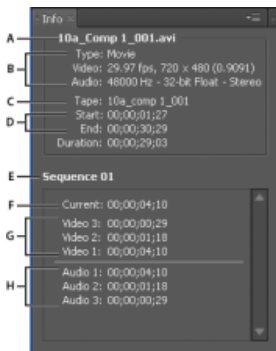 Info ×
A 10a_Comp 1_001.avi
B Type: Movie
Video: 29.97 fps, 720 × 480 (0.9091)
Audio: 48000 Hz - 32-bit Float - Stereo
C Tape: 10a_comp 1_001
D Start: 00;00;01;27
End: 00;00;30;29
Duration: 00;00;29;03
E Sequence 01
F Current: 00;00;04;10
G Video 3: 00;00;00;29
Video 2: 00;00;01;18
Video 1: 00;00;04;10
H Audio 1: 00;00;04;10
Audio 2: 00;00;01;18
Audio 3: 00;00;00;29